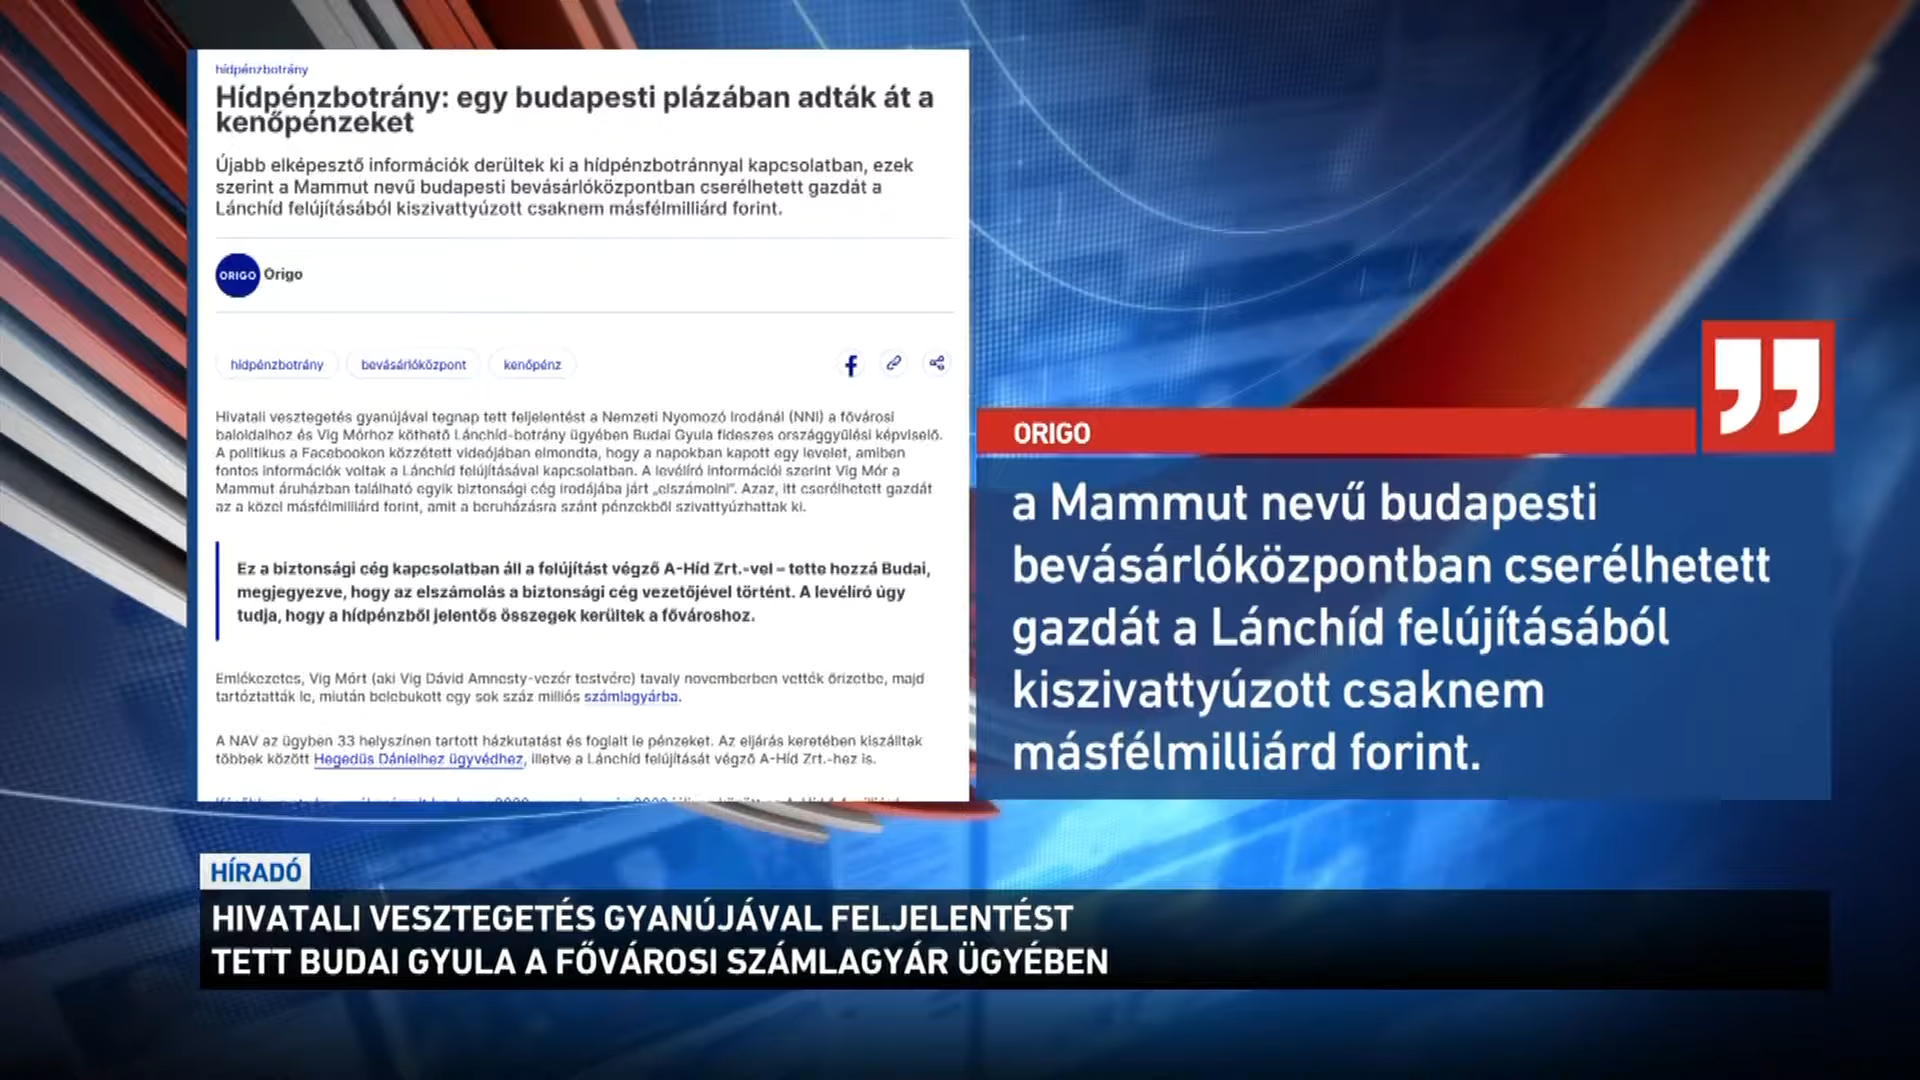 hídpénzbotrány
Hídpénzbotrány: egy budapesti plázában adták át a
kenőpénzeket
Újabb elképesztő információk derültek ki a hídpénzbotránnyal kapcsolatban, ezek
szerint a Mammut nevű budapesti bevásárlóközpontban cserélhetett gazdát a
Lánchíd felújításából kiszivattyúzott csaknem másfélmilliárd forint.
ORIGO Origo
hídpénzbotrány bevásárlóközpont kenőpénz
Hivatali vesztegetés gyanújával tegnap tett feljelentést a Nemzeti Nyomozó Irodánál (NNI) a fővárosi
baloldalhoz és Vig Mórhoz köthető Lánchíd-botrány ügyében Budai Gyula fideszes országgyűlési képviselő.
A politikus a Facebookon közzétett videójában elmondta, hogy a napokban kapott egy levelet, amiben
fontos információk voltak a Lánchíd felújításával kapcsolatban. A levélíró információi szerint Vig Mór a
Mammut áruházban található egyik biztonsági cég irodájába járt „elszámolni”. Azaz, itt cserélhetett gazdát
az a közel másfélmilliárd forint, amit a beruházásra szánt pénzekből szivattyúzhattak ki.
Ez a biztonsági cég kapcsolatban áll a felújítást végző A-Híd Zrt.-vel – tette hozzá Budai,
megjegyezve, hogy az elszámolás a biztonsági cég vezetőjével történt. A levélíró úgy
tudja, hogy a hídpénzből jelentős összegek kerültek a fővároshoz.
Emlékezetes, Vig Mórt (aki Vig Dávid Amnesty-vezér testvére) tavaly novemberben vették őrizetbe, majd
tartóztatták le, miután belebukott egy sok száz milliós számlagyárba.
A NAV az ügyben 33 helyszínen tartott házkutatást és foglalt le pénzeket. Az eljárás keretében kiszálltak
többek között Hegedüs Dánielhez ügyvédhez, illetve a Lánchíd felújítását végző A-Híd Zrt.-hez is.
ORIGO
a Mammut nevű budapesti
bevásárlóközpontban cserélhetett
gazdát a Lánchíd felújításából
kiszivattyúzott csaknem
másfélmilliárd forint.
HÍRADÓ
HIVATALI VESZTEGETÉS GYANÚJÁVAL FELJELENTÉST
TETT BUDAI GYULA A FŐVÁROSI SZÁMLAGYÁR ÜGYÉBEN